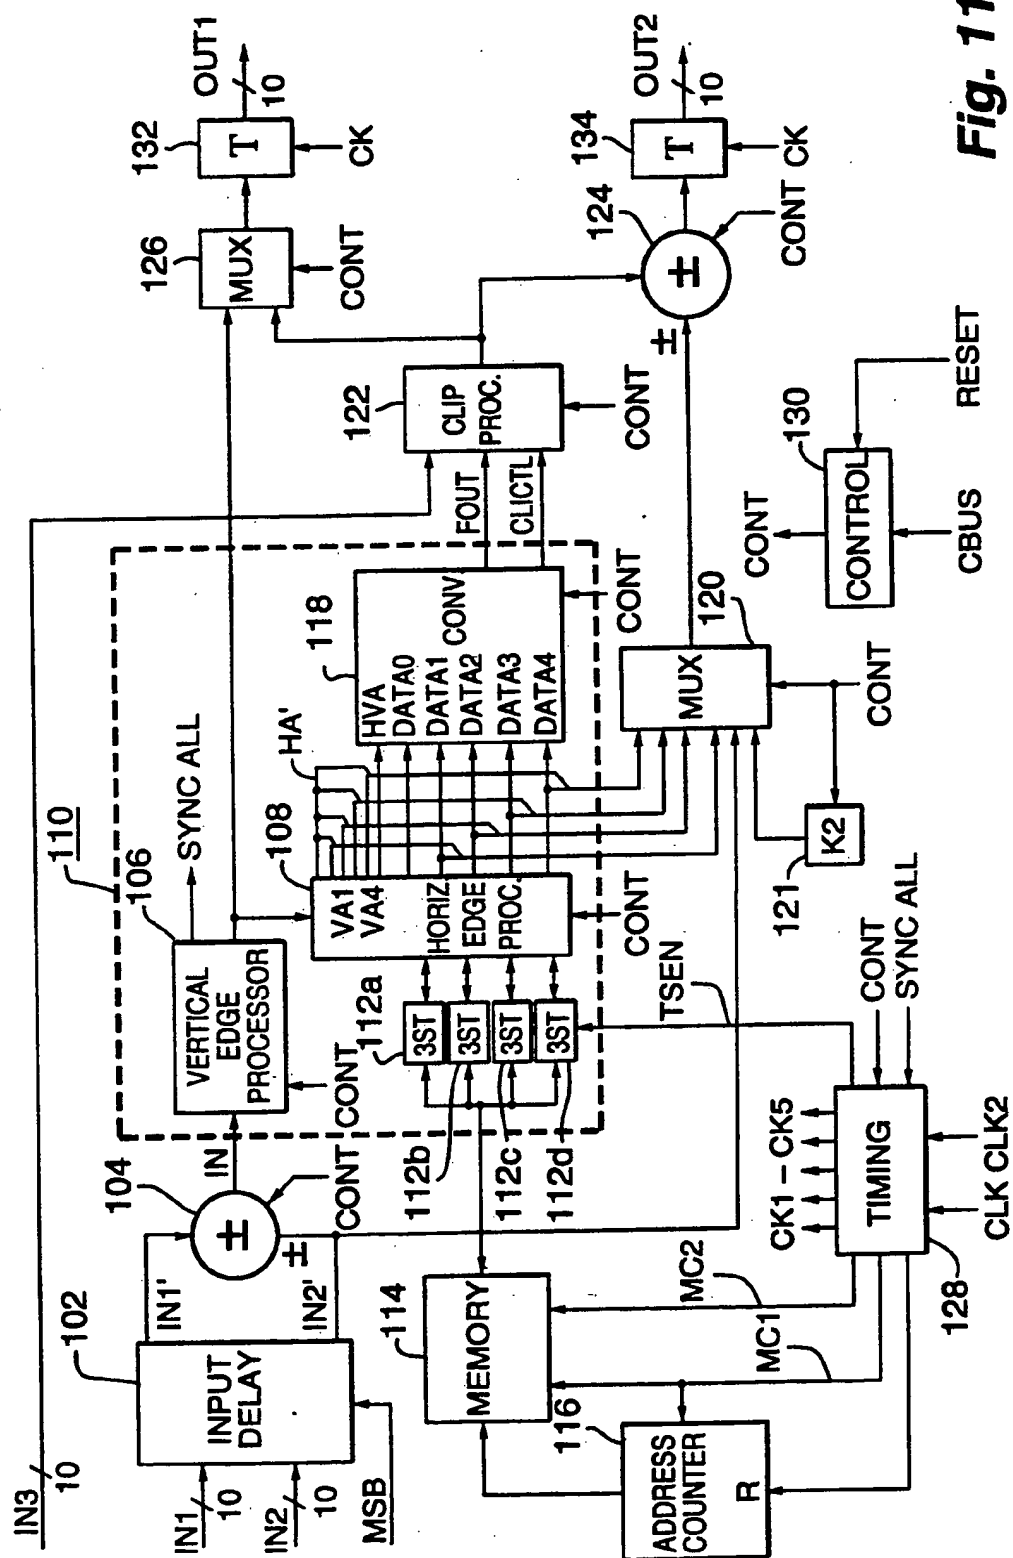 Fig. 11
OUT1
10
132
T
CK
126
MUX
CONT
OUT2
10
134
T
CK
124
±
±
CONT
IN3
10
122
CLIP
PROC.
CONT
FOUT
CLICTL
110
SYNC ALL
106
VERTICAL
EDGE
PROCESSOR
CONT
118
HVA
DATA0
DATA1
DATA2
DATA3
DATA4
CONV.
CONT
HA'
108
VA1
VA4
HORIZ.
EDGE
PROC.
CONT
112a
3ST
3ST
3ST
3ST
112b
112c
112d
TSEN
IN
104
±
±
CONT
IN1'
IN2'
102
INPUT
DELAY
IN1
10
IN2
10
MSB
114
MEMORY
116
ADDRESS
COUNTER
R
MC1
MC2
128
TIMING
CK1 – CK5
CLK CLK2
CONT
SYNC ALL
120
MUX
CONT
121
K2
130
CONTROL
CONT
CBUS
RESET